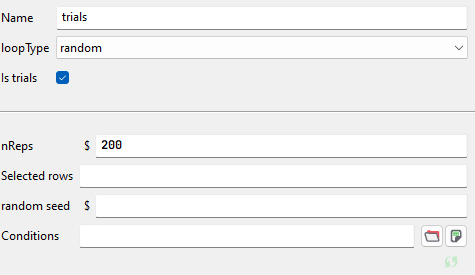 Name trials
loopType random
Is trials
nReps $ 200
Selected rows
random seed $
Conditions